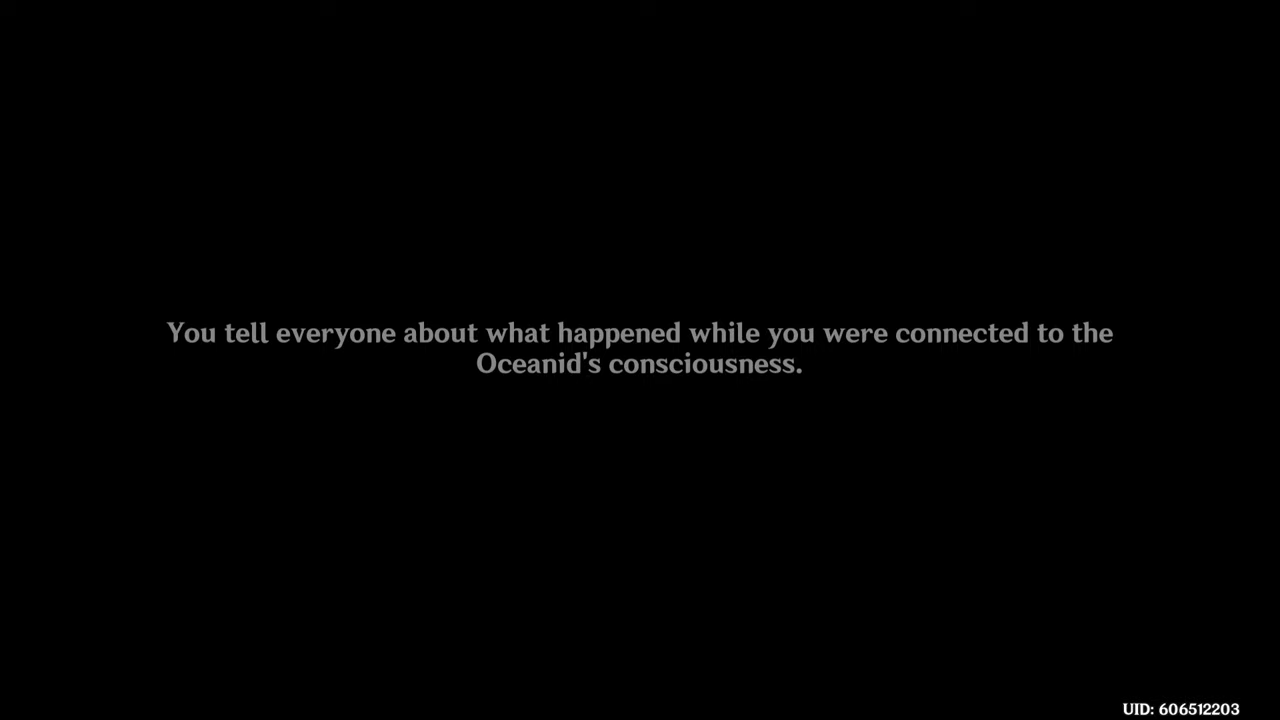 You tell everyone about what happened while you were connected to the
Oceanid's consciousness.
UID: 606512203